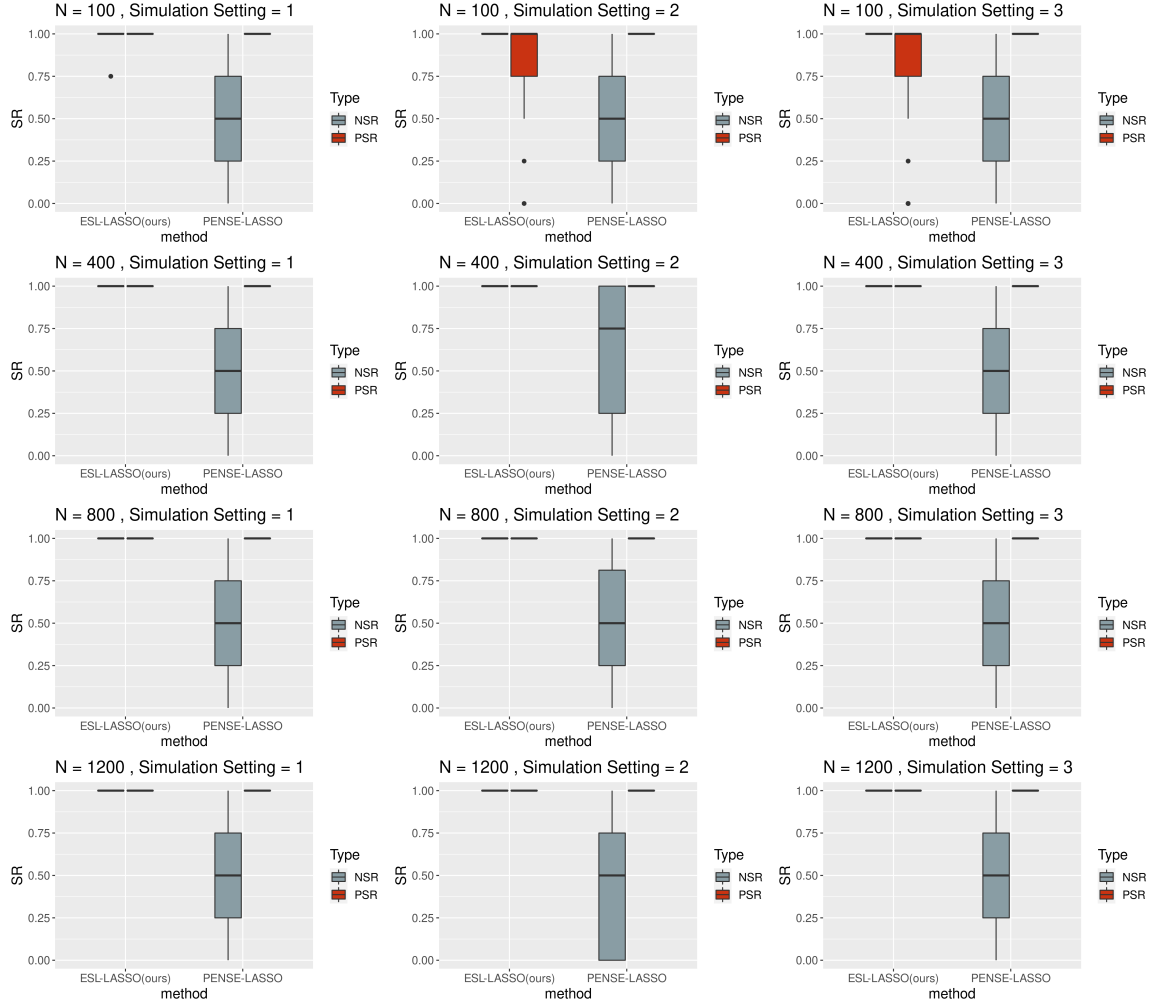 N = 100 , Simulation Setting = 1
SR
1.00
0.75
0.50
0.25
0.00
ESL-LASSO(ours) PENSE-LASSO
method
Type
NSR
PSR
N = 100 , Simulation Setting = 2
SR
1.00
0.75
0.50
0.25
0.00
ESL-LASSO(ours) PENSE-LASSO
method
Type
NSR
PSR
N = 100 , Simulation Setting = 3
SR
1.00
0.75
0.50
0.25
0.00
ESL-LASSO(ours) PENSE-LASSO
method
Type
NSR
PSR
N = 400 , Simulation Setting = 1
SR
1.00
0.75
0.50
0.25
0.00
ESL-LASSO(ours) PENSE-LASSO
method
Type
NSR
PSR
N = 400 , Simulation Setting = 2
SR
1.00
0.75
0.50
0.25
0.00
ESL-LASSO(ours) PENSE-LASSO
method
Type
NSR
PSR
N = 400 , Simulation Setting = 3
SR
1.00
0.75
0.50
0.25
0.00
ESL-LASSO(ours) PENSE-LASSO
method
Type
NSR
PSR
N = 800 , Simulation Setting = 1
SR
1.00
0.75
0.50
0.25
0.00
ESL-LASSO(ours) PENSE-LASSO
method
Type
NSR
PSR
N = 800 , Simulation Setting = 2
SR
1.00
0.75
0.50
0.25
0.00
ESL-LASSO(ours) PENSE-LASSO
method
Type
NSR
PSR
N = 800 , Simulation Setting = 3
SR
1.00
0.75
0.50
0.25
0.00
ESL-LASSO(ours) PENSE-LASSO
method
Type
NSR
PSR
N = 1200 , Simulation Setting = 1
SR
1.00
0.75
0.50
0.25
0.00
ESL-LASSO(ours) PENSE-LASSO
method
Type
NSR
PSR
N = 1200 , Simulation Setting = 2
SR
1.00
0.75
0.50
0.25
0.00
ESL-LASSO(ours) PENSE-LASSO
method
Type
NSR
PSR
N = 1200 , Simulation Setting = 3
SR
1.00
0.75
0.50
0.25
0.00
ESL-LASSO(ours) PENSE-LASSO
method
Type
NSR
PSR